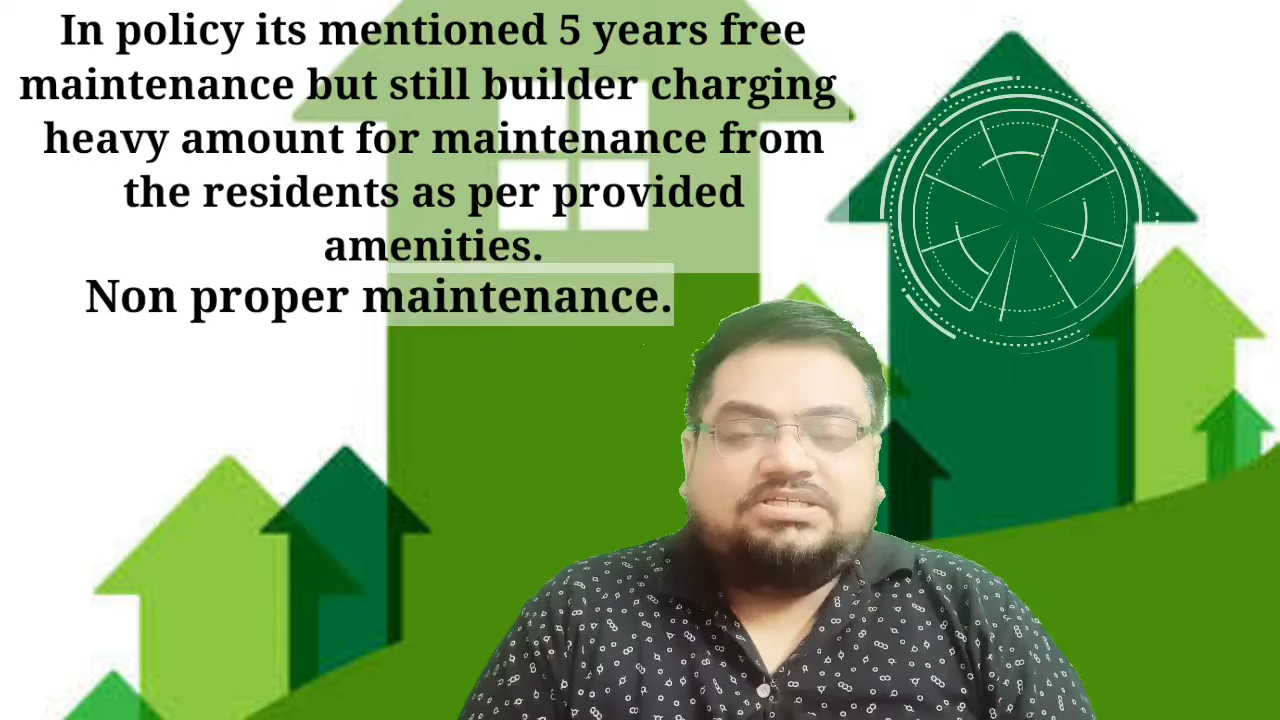 In policy its mentioned 5 years free
maintenance but still builder charging
heavy amount for maintenance from
the residents as per provided
amenities.
Non proper maintenance.